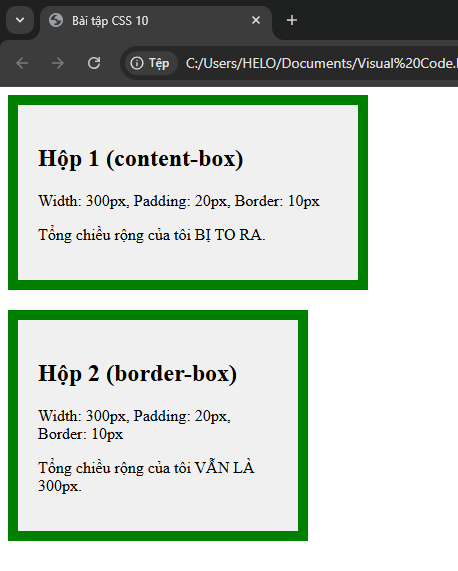 Bài tập CSS 10
Tệp
C:/Users/HELO/Documents/Visual%20Code.
Hộp 1 (content-box)
Width: 300px, Padding: 20px, Border: 10px
Tổng chiều rộng của tôi BỊ TO RA.
Hộp 2 (border-box)
Width: 300px, Padding: 20px,
Border: 10px
Tổng chiều rộng của tôi VẪN LÀ
300px.